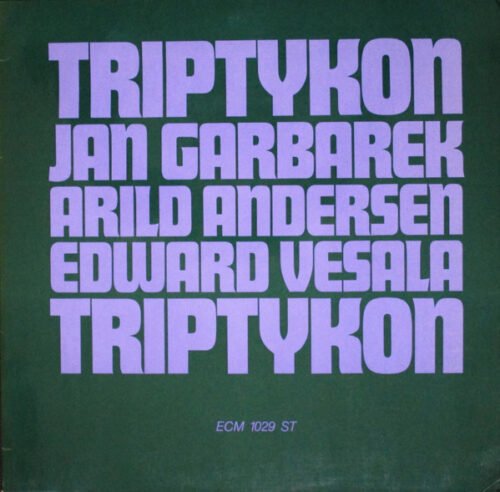 TRIPTYKON
JAN GARBAREK
ARILD ANDERSEN
EDWARD VESALA
TRIPTYKON
ECM 1029 ST